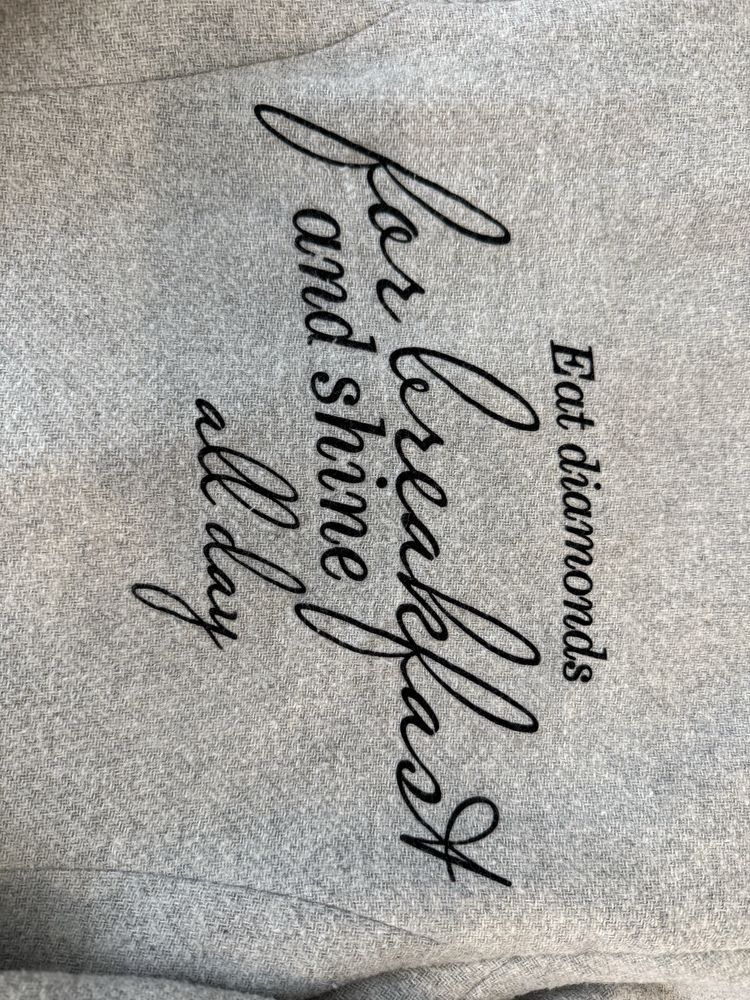 Eat diamonds
for breakfast
and shine
all day